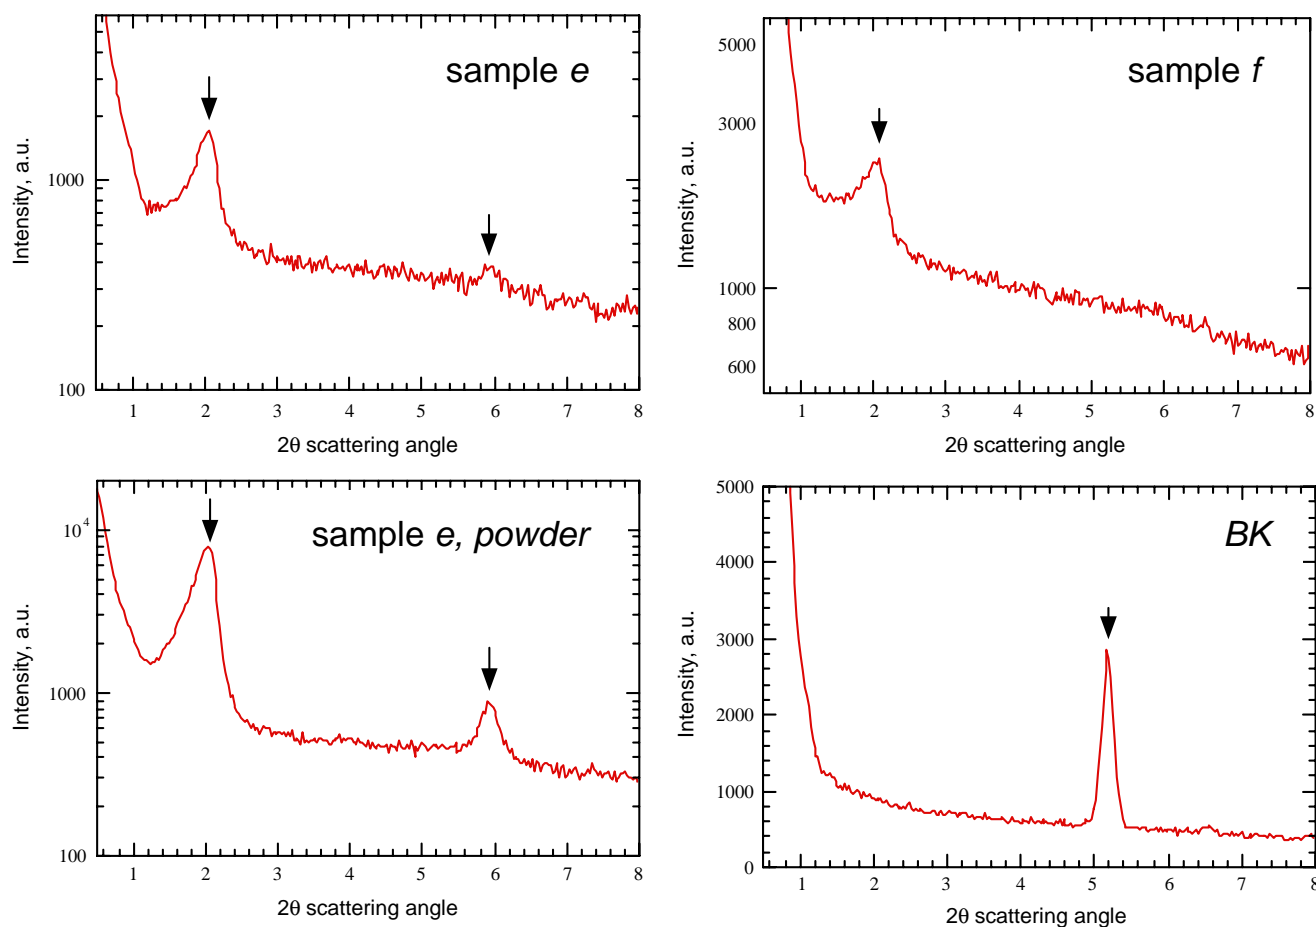 sample e
1000
100
Intensity, a.u.
1 2 3 4 5 6 7 8
2θ scattering angle
sample f
5000
3000
1000
800
600
Intensity, a.u.
1 2 3 4 5 6 7 8
2θ scattering angle
sample e, powder
10⁴
1000
100
Intensity, a.u.
1 2 3 4 5 6 7 8
2θ scattering angle
BK
5000
4000
3000
2000
1000
0
Intensity, a.u.
1 2 3 4 5 6 7 8
2θ scattering angle